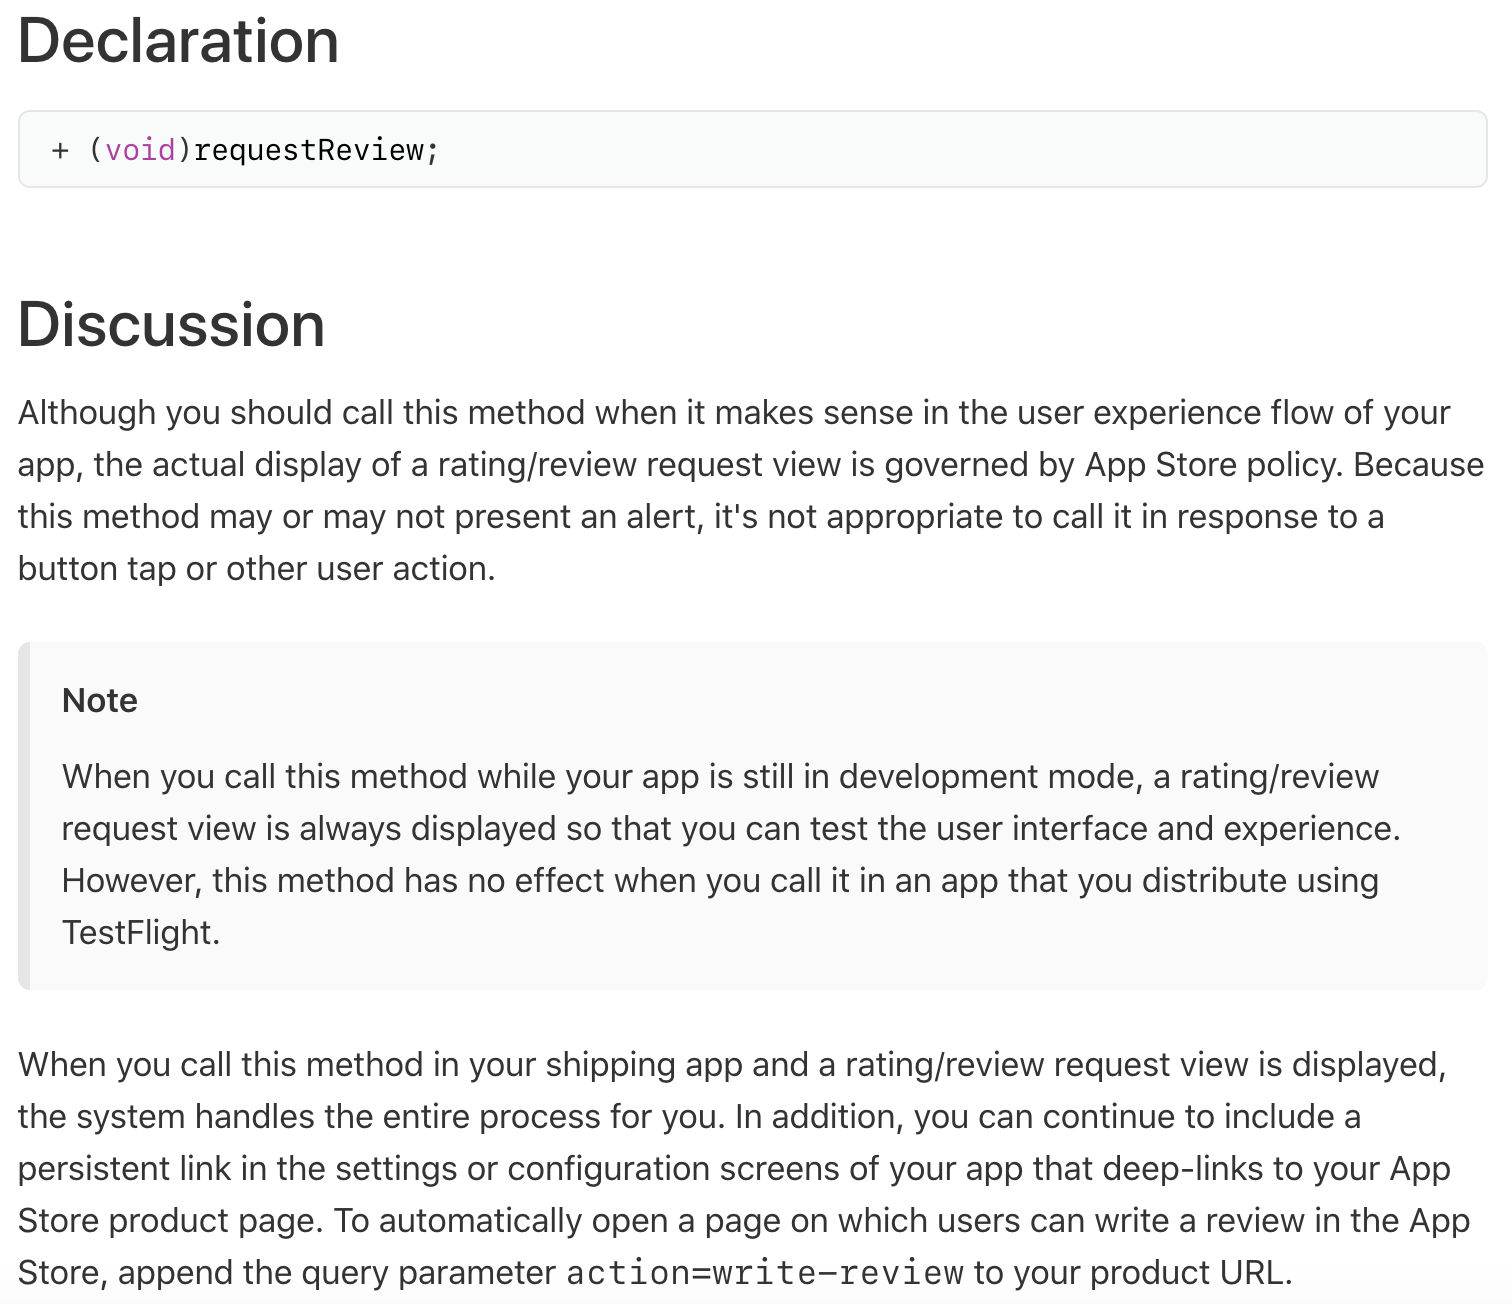 Declaration
+ (void)requestReview;
Discussion
Although you should call this method when it makes sense in the user experience flow of your
app, the actual display of a rating/review request view is governed by App Store policy. Because
this method may or may not present an alert, it's not appropriate to call it in response to a
button tap or other user action.
Note
When you call this method while your app is still in development mode, a rating/review
request view is always displayed so that you can test the user interface and experience.
However, this method has no effect when you call it in an app that you distribute using
TestFlight.
When you call this method in your shipping app and a rating/review request view is displayed,
the system handles the entire process for you. In addition, you can continue to include a
persistent link in the settings or configuration screens of your app that deep-links to your App
Store product page. To automatically open a page on which users can write a review in the App
Store, append the query parameter action=write-review to your product URL.